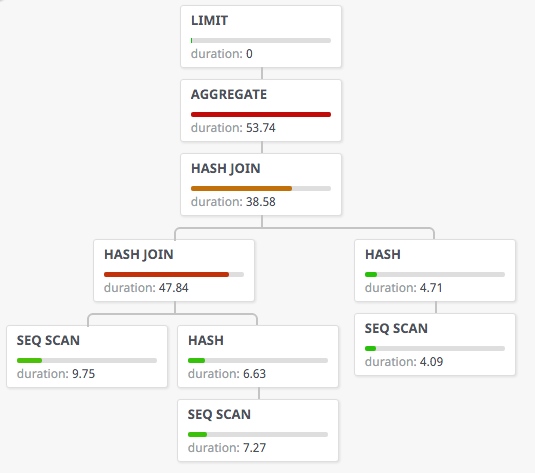 LIMIT
duration: 0
AGGREGATE
duration: 53.74
HASH JOIN
duration: 38.58
HASH JOIN
duration: 47.84
HASH
duration: 4.71
SEQ SCAN
duration: 9.75
HASH
duration: 6.63
SEQ SCAN
duration: 4.09
SEQ SCAN
duration: 7.27